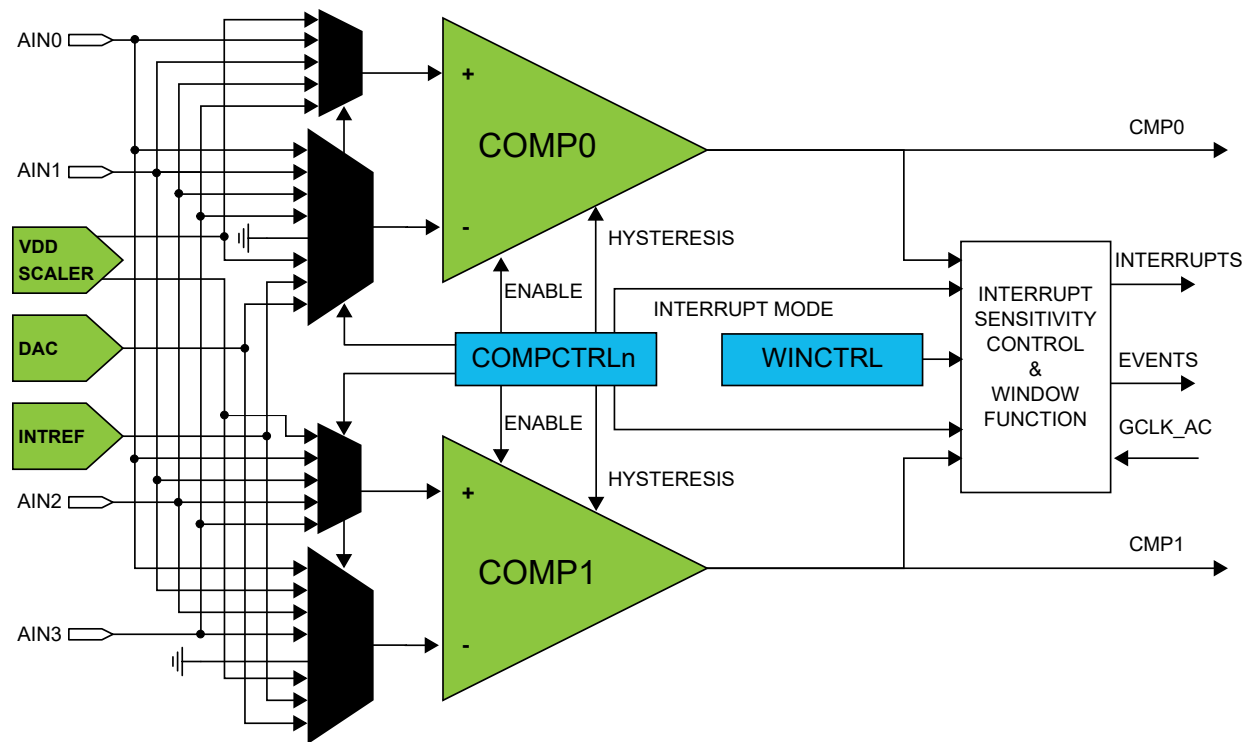 AIN0
+
COMP0
-
CMP0
AIN1
VDD
SCALER
HYSTERESIS
ENABLE
INTERRUPT MODE
INTERRUPT
SENSITIVITY
CONTROL
&
WINDOW
FUNCTION
INTERRUPTS
DAC
COMPCTRLn
WINCTRL
EVENTS
INTREF
ENABLE
GCLK_AC
HYSTERESIS
AIN2
+
COMP1
-
CMP1
AIN3